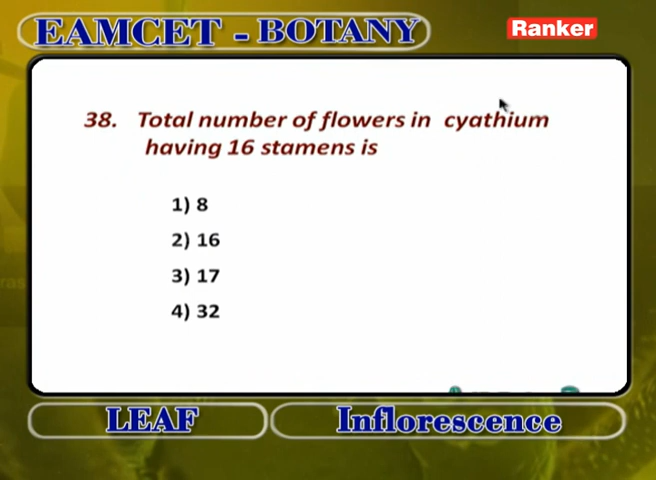 EAMCET - BOTANY
Ranker
38. Total number of flowers in cyathium
having 16 stamens is
1) 8
2) 16
3) 17
4) 32
LEAF
Inflorescence